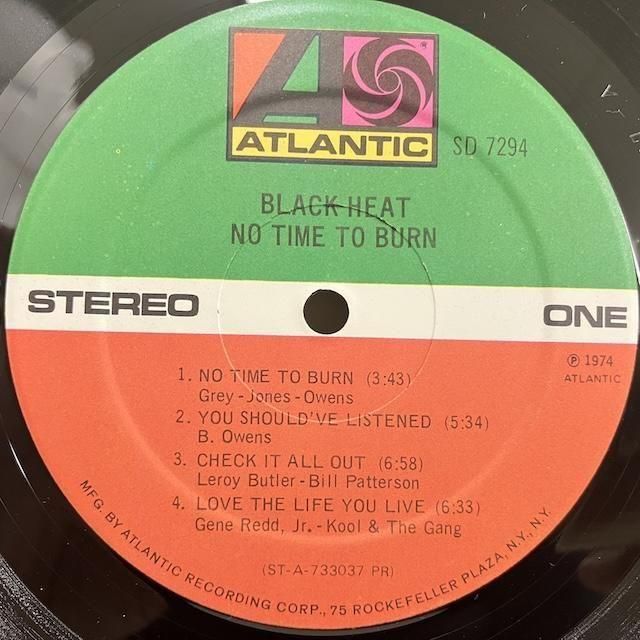 ATLANTIC
SD 7294
BLACK HEAT
NO TIME TO BURN
STEREO
ONE
℗ 1974
ATLANTIC
1. NO TIME TO BURN (3:43)
Grey-Jones-Owens
2. YOU SHOULD'VE LISTENED (5:34)
B. Owens
3. CHECK IT ALL OUT (6:58)
Leroy Butler-Bill Patterson
4. LOVE THE LIFE YOU LIVE (6:33)
Gene Redd, Jr.-Kool & The Gang
(ST-A-733037 PR)
MFG. BY ATLANTIC RECORDING CORP., 75 ROCKEFELLER PLAZA, N.Y., N.Y.